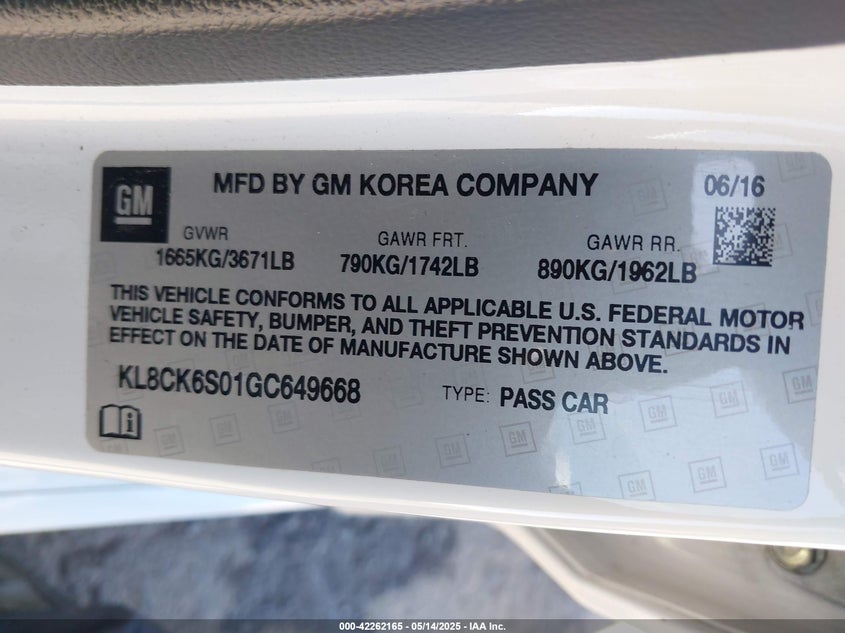 GM
MFD BY GM KOREA COMPANY
06/16
GVWR
1665KG/3671LB
GAWR FRT.
790KG/1742LB
GAWR RR.
890KG/1962LB
THIS VEHICLE CONFORMS TO ALL APPLICABLE U.S. FEDERAL MOTOR
VEHICLE SAFETY, BUMPER, AND THEFT PREVENTION STANDARDS IN
EFFECT ON THE DATE OF MANUFACTURE SHOWN ABOVE.
KL8CK6S01GC649668
TYPE: PASS CAR
000-42262165 - 05/14/2025 - IAA Inc.